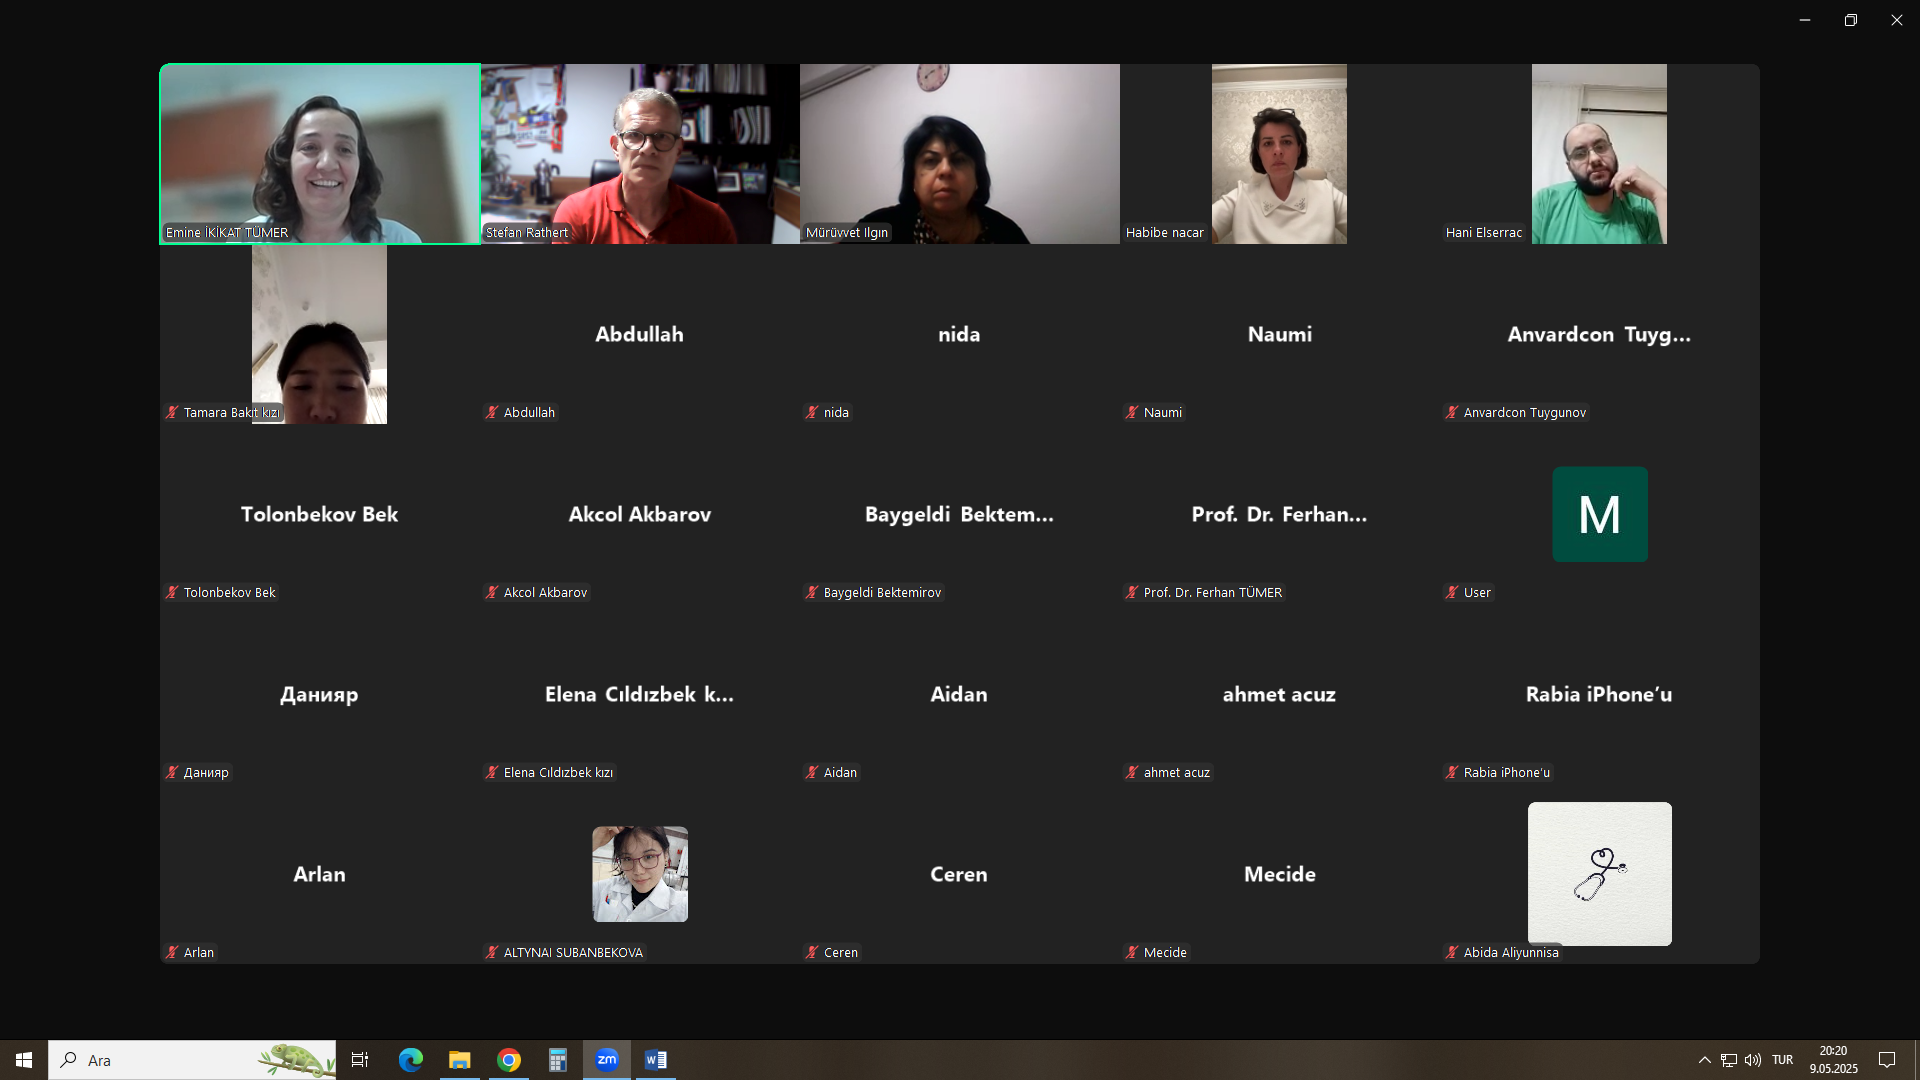 Emine İKİKAT TÜMER
Stefan Rathert
Mürüvvet Ilgın
Habibe nacar
Hani Elserrac
Abdullah
nida
Naumi
Anvardcon Tuyg...
Tamara Bakıt kızı
Abdullah
nida
Naumi
Anvardcon Tuygunov
Tolonbekov Bek
Akcol Akbarov
Baygeldi Bektem...
Prof. Dr. Ferhan...
M
Tolonbekov Bek
Akcol Akbarov
Baygeldi Bektemirov
Prof. Dr. Ferhan TÜMER
User
Данияр
Elena Cıldızbek k...
Aidan
ahmet acuz
Rabia iPhone'u
Данияр
Elena Cıldızbek kızı
Aidan
ahmet acuz
Rabia iPhone'u
Arlan
Ceren
Mecide
Arlan
ALTYNAI SUBANBEKOVA
Ceren
Mecide
Abida Aliyunnisa
Ara
zm
W
TUR
20:20
9.05.2025